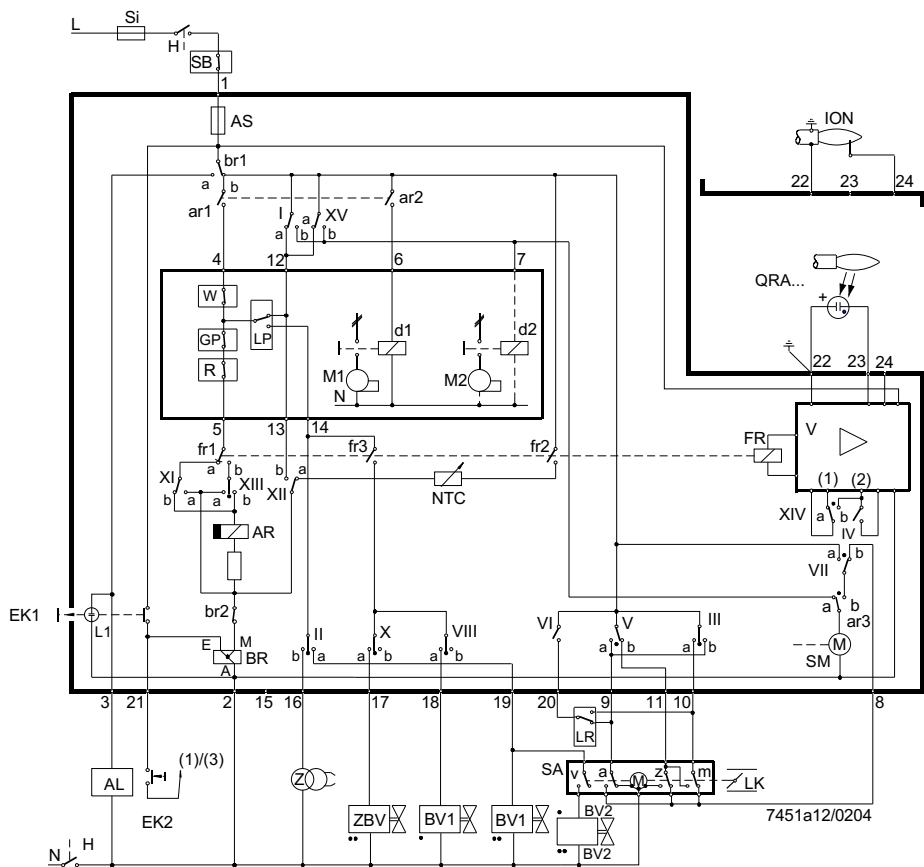 L
Si
H
SB
1
AS
br1
a
b
ar1
ar2
I
XV
a
b
a
b
ION
22
23
24
4
12
6
7
W
GP
R
LP
d1
d2
M1
N
M2
QRA...
+
22
23
24
5
13
14
V
FR
fr1
fr3
fr2
a
b
XI
b
a
XIII
a
b
XII
b
a
NTC
(1)
(2)
XIV
a
b
IV
AR
VII
a
b
EK1
L1
br2
E
M
BR
A
II
b
a
X
a
b
VIII
a
b
VI
V
a
b
III
a
b
a
b
ar3
M
SM
3
21
2
15
16
17
18
19
20
9
11
10
8
LR
(1)/(3)
AL
EK2
Z
SA
v
a
M
z
m
LK
ZBV
BV1
BV1
BV2
BV2
7451a12/0204
N
H